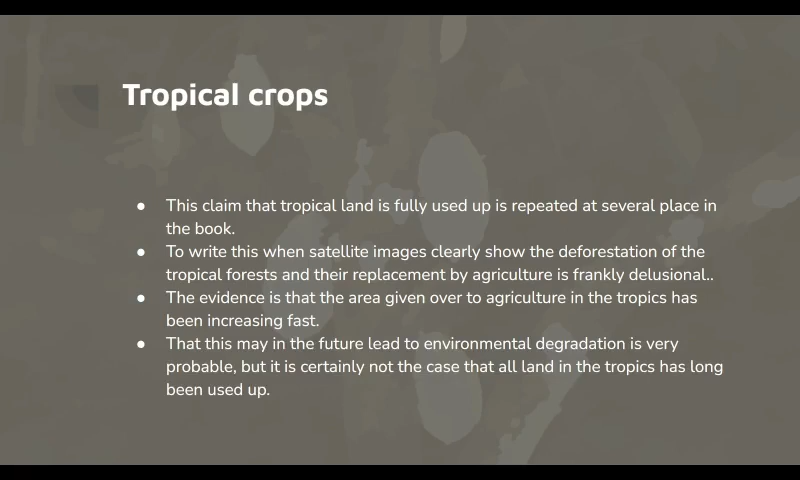 Tropical crops
● This claim that tropical land is fully used up is repeated at several place in
the book.
● To write this when satellite images clearly show the deforestation of the
tropical forests and their replacement by agriculture is frankly delusional..
● The evidence is that the area given over to agriculture in the tropics has
been increasing fast.
● That this may in the future lead to environmental degradation is very
probable, but it is certainly not the case that all land in the tropics has long
been used up.